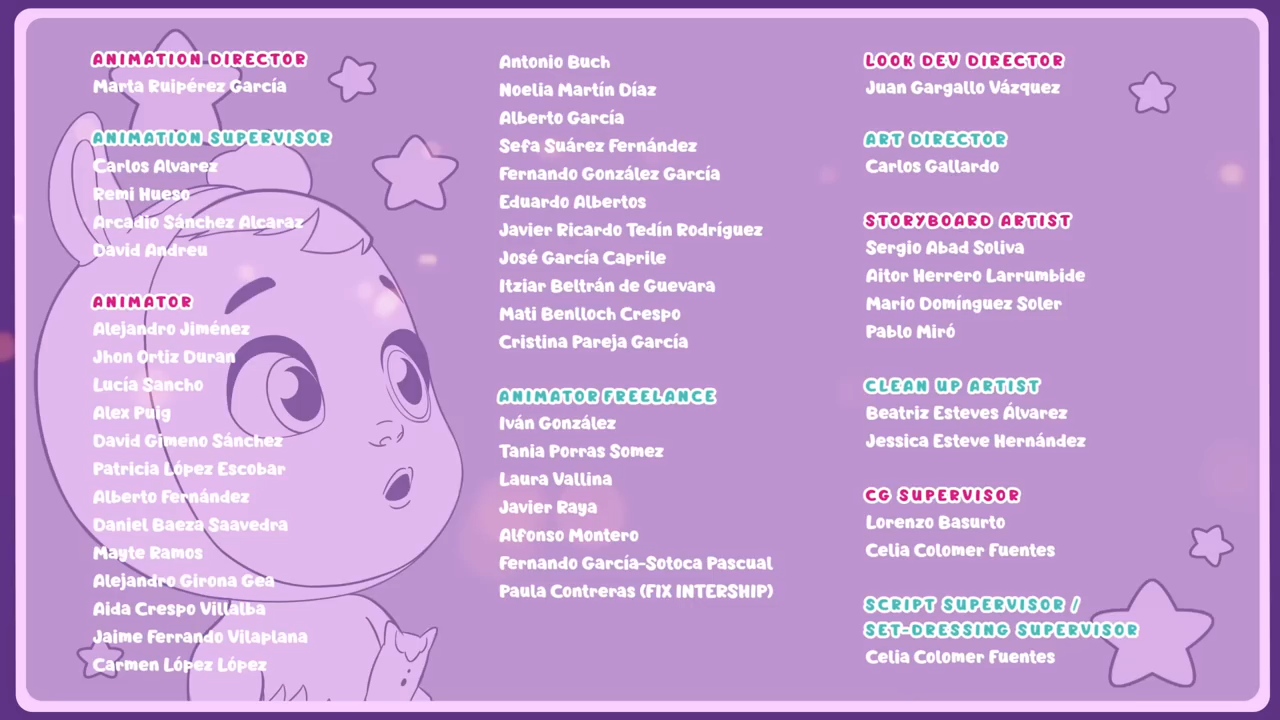 ANIMATION DIRECTOR
Marta Ruipérez García
ANIMATION SUPERVISOR
Carlos Alvarez
Remi Hueso
Arcadio Sánchez Alcaraz
David Andreu
ANIMATOR
Alejandro Jiménez
Jhon Ortiz Duran
Lucía Sancho
Alex Puig
David Gimeno Sánchez
Patricia López Escobar
Alberto Fernández
Daniel Baeza Saavedra
Mayte Ramos
Alejandro Girona Gea
Aida Crespo Villalba
Jaime Ferrando Vilaplana
Carmen López López
Antonio Buch
Noelia Martín Díaz
Alberto García
Sefa Suárez Fernández
Fernando González García
Eduardo Albertos
Javier Ricardo Tedín Rodríguez
José García Caprile
Itziar Beltrán de Guevara
Mati Benlloch Crespo
Cristina Pareja García
ANIMATOR FREELANCE
Iván González
Tania Porras Somez
Laura Vallina
Javier Raya
Alfonso Montero
Fernando García-Sotoca Pascual
Paula Contreras (FIX INTERSHIP)
LOOK DEV DIRECTOR
Juan Gargallo Vázquez
ART DIRECTOR
Carlos Gallardo
STORYBOARD ARTIST
Sergio Abad Soliva
Aitor Herrero Larrumbide
Mario Domínguez Soler
Pablo Miró
CLEAN UP ARTIST
Beatriz Esteves Álvarez
Jessica Esteve Hernández
CG SUPERVISOR
Lorenzo Basurto
Celia Colomer Fuentes
SCRIPT SUPERVISOR /
SET-DRESSING SUPERVISOR
Celia Colomer Fuentes